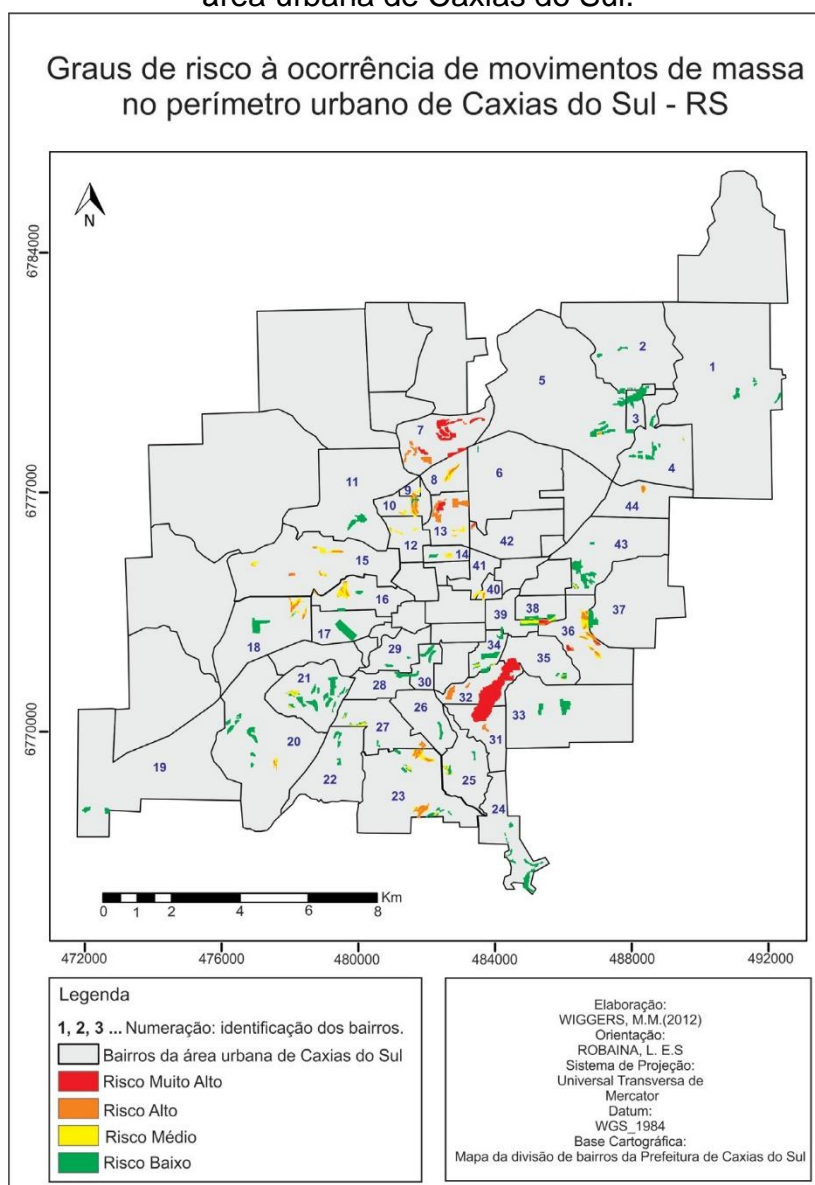 área urbana de Caxias do Sul.
Graus de risco à ocorrência de movimentos de massa
no perímetro urbano de Caxias do Sul - RS
N
6784000
6777000
6770000
1
2
3
4
5
6
7
8
9
10
11
12
13
14
15
16
17
18
19
20
21
22
23
24
25
26
27
28
29
30
31
32
33
34
35
36
37
38
39
40
41
42
43
44
Km
0 1 2 4 6 8
472000 476000 480000 484000 488000 492000
Legenda
1, 2, 3 ... Numeração: identificação dos bairros.
Bairros da área urbana de Caxias do Sul
Risco Muito Alto
Risco Alto
Risco Médio
Risco Baixo
Elaboração:
WIGGERS, M.M.(2012)
Orientação:
ROBAINA, L. E.S
Sistema de Projeção:
Universal Transversa de
Mercator
Datum:
WGS_1984
Base Cartográfica:
Mapa da divisão de bairros da Prefeitura de Caxias do Sul